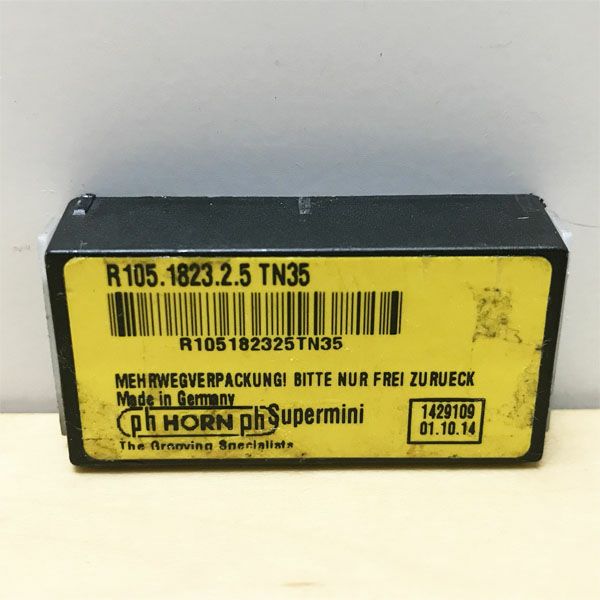 R105.1823.2.5 TN35
R105182325TN35
MEHRWEGVERPACKUNG! BITTE NUR FREI ZURUECK
Made in Germany
ph HORN ph Supermini
The Grooving Specialists
1429109
01.10.14